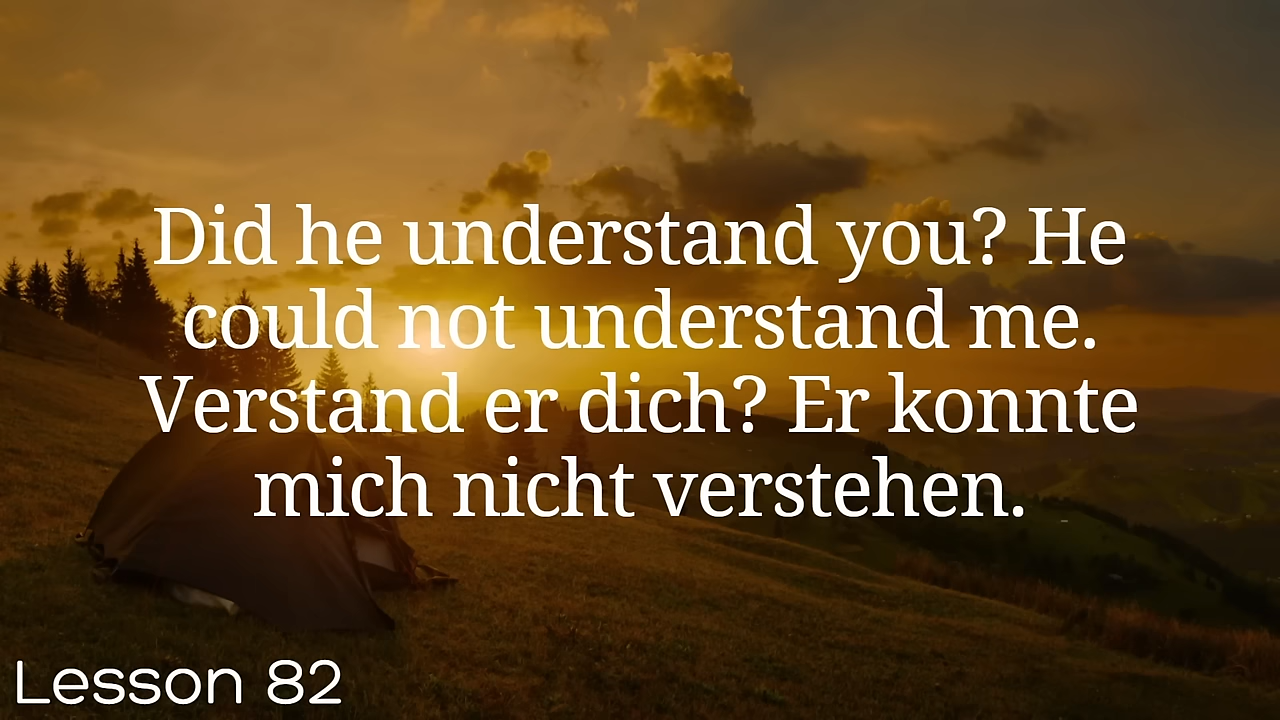 Did he understand you? He
could not understand me.
Verstand er dich? Er konnte
mich nicht verstehen.
Lesson 82